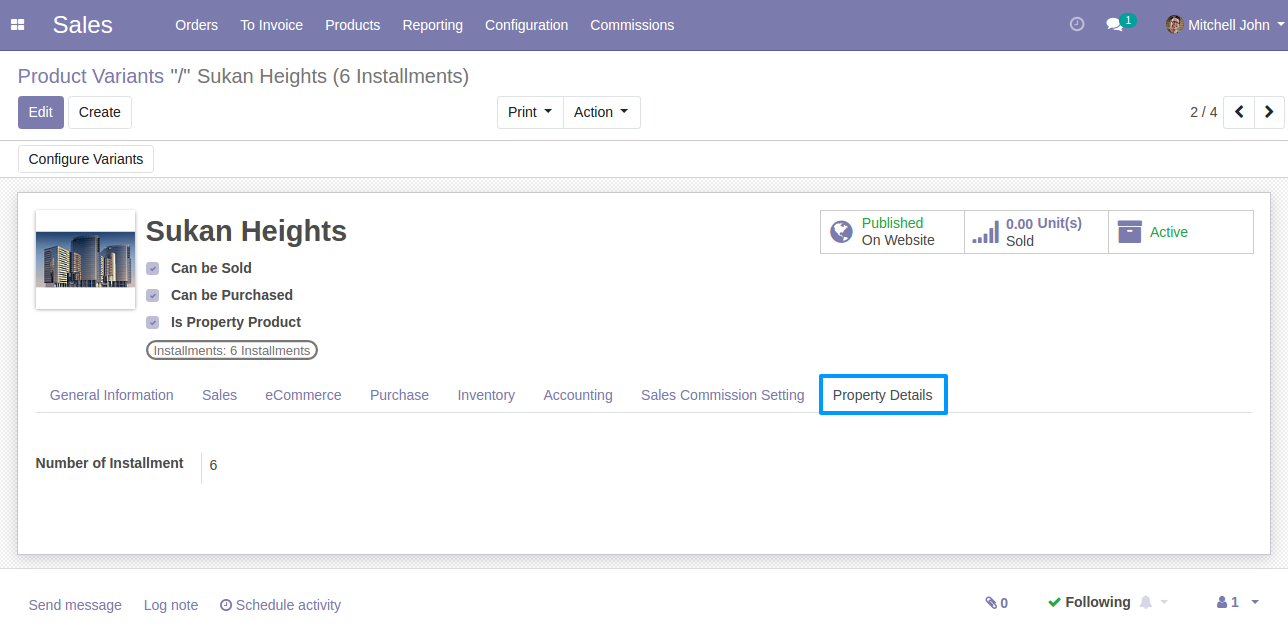 Sales Orders To Invoice Products Reporting Configuration Commissions 1 Mitchell John
Product Variants "/" Sukan Heights (6 Installments)
Edit Create Print Action 2 / 4
Configure Variants
Sukan Heights
Published
On Website
0.00 Unit(s)
Sold
Active
Can be Sold
Can be Purchased
Is Property Product
Installments: 6 Installments
General Information Sales eCommerce Purchase Inventory Accounting Sales Commission Setting Property Details
Number of Installment 6
Send message Log note Schedule activity 0 Following 1